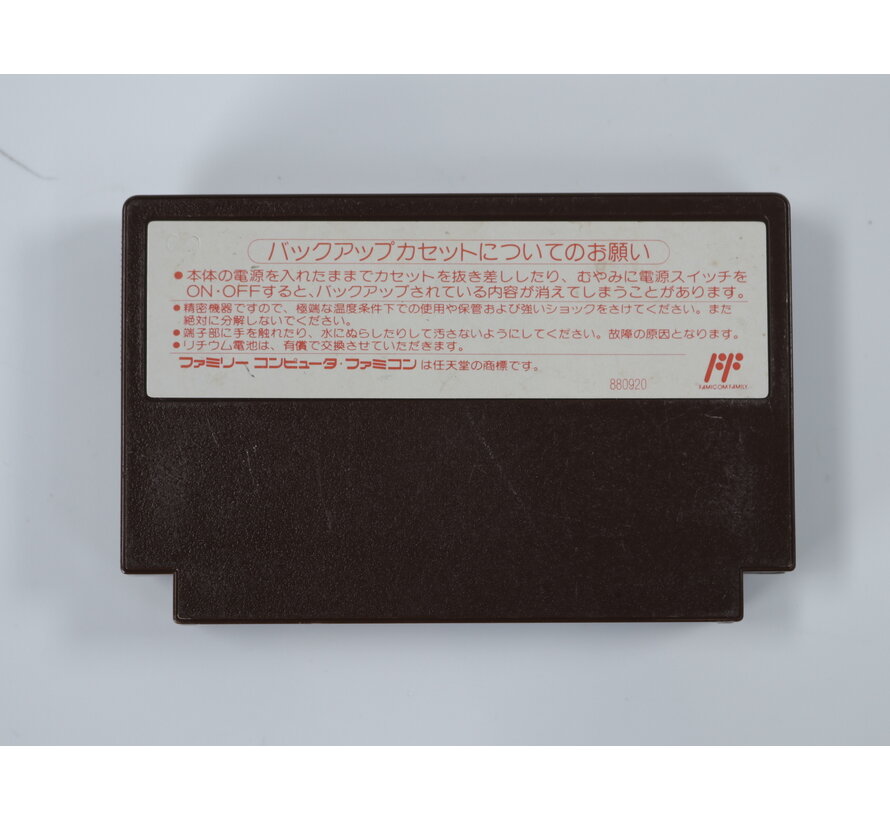 バックアップカセットについてのお願い
●本体の電源を入れたままでカセットを抜き差ししたり、むやみに電源スイッチを
ON・OFFすると、バックアップされている内容が消えてしまうことがあります。
●精密機器ですので、極端な温度条件下での使用や保管および強いショックをさけてください。また
絶対に分解しないでください。
●端子部に手を触れたり、水にぬらしたりして汚さないようにしてください。故障の原因となります。
●リチウム電池は、有償で交換させていただきます。
ファミリー コンピュータ・ファミコンは任天堂の商標です。
880920
FF
FAMICOM FAMILY